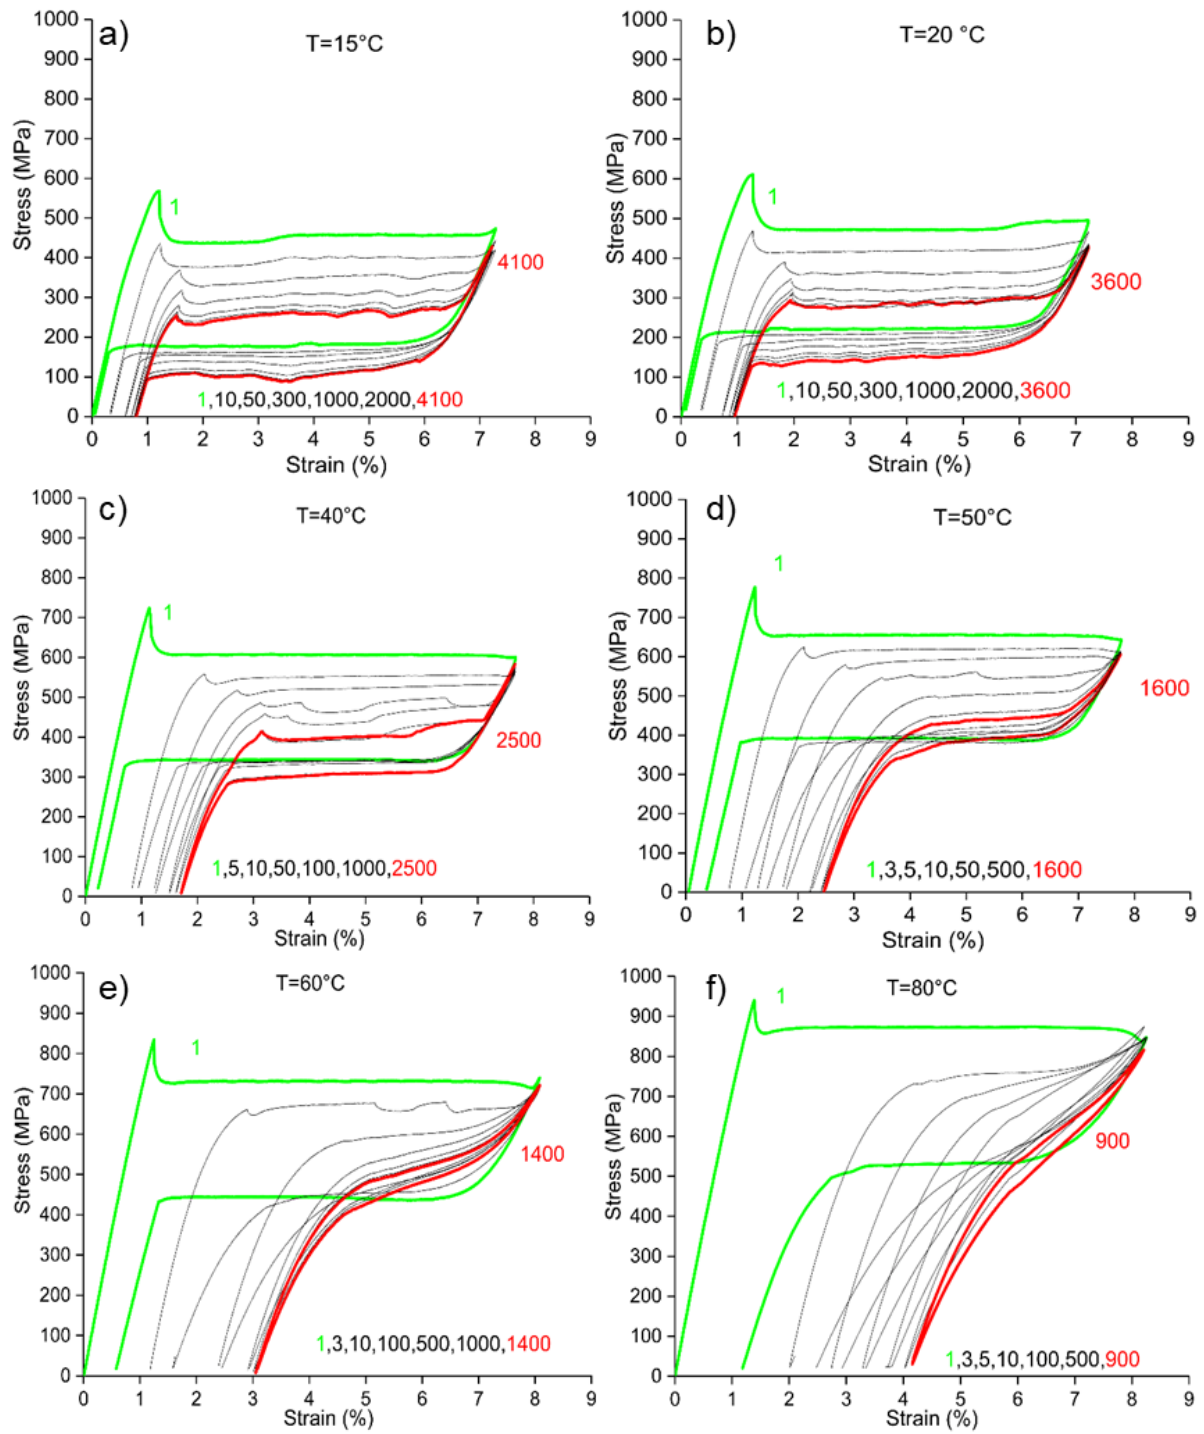 a)
T=15°C
1000
900
800
700
600
500
400
300
200
100
0
Stress (MPa)
1
4100
1,10,50,300,1000,2000,4100
0 1 2 3 4 5 6 7 8 9
Strain (%)
b)
T=20 °C
1000
900
800
700
600
500
400
300
200
100
0
Stress (MPa)
1
3600
1,10,50,300,1000,2000,3600
0 1 2 3 4 5 6 7 8 9
Strain (%)
c)
T=40°C
1000
900
800
700
600
500
400
300
200
100
0
Stress (MPa)
1
2500
1,5,10,50,100,1000,2500
0 1 2 3 4 5 6 7 8 9
Strain (%)
d)
T=50°C
1000
900
800
700
600
500
400
300
200
100
0
Stress (MPa)
1
1600
1,3,5,10,50,500,1600
0 1 2 3 4 5 6 7 8 9
Strain (%)
e)
T=60°C
1000
900
800
700
600
500
400
300
200
100
0
Stress (MPa)
1
1400
1,3,10,100,500,1000,1400
0 1 2 3 4 5 6 7 8 9
Strain (%)
f)
T=80°C
1000
900
800
700
600
500
400
300
200
100
0
Stress (MPa)
1
900
1,3,5,10,100,500,900
0 1 2 3 4 5 6 7 8 9
Strain (%)